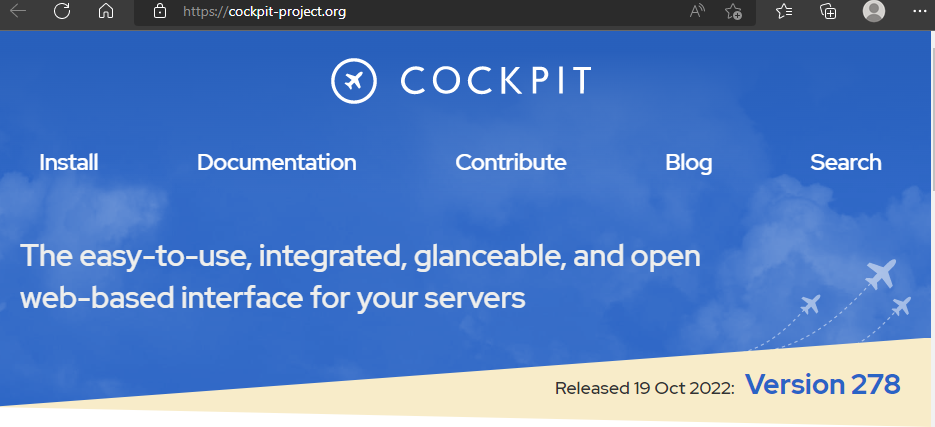 https://cockpit-project.org
COCKPIT
Install Documentation Contribute Blog Search
The easy-to-use, integrated, glanceable, and open
web-based interface for your servers
Released 19 Oct 2022: Version 278